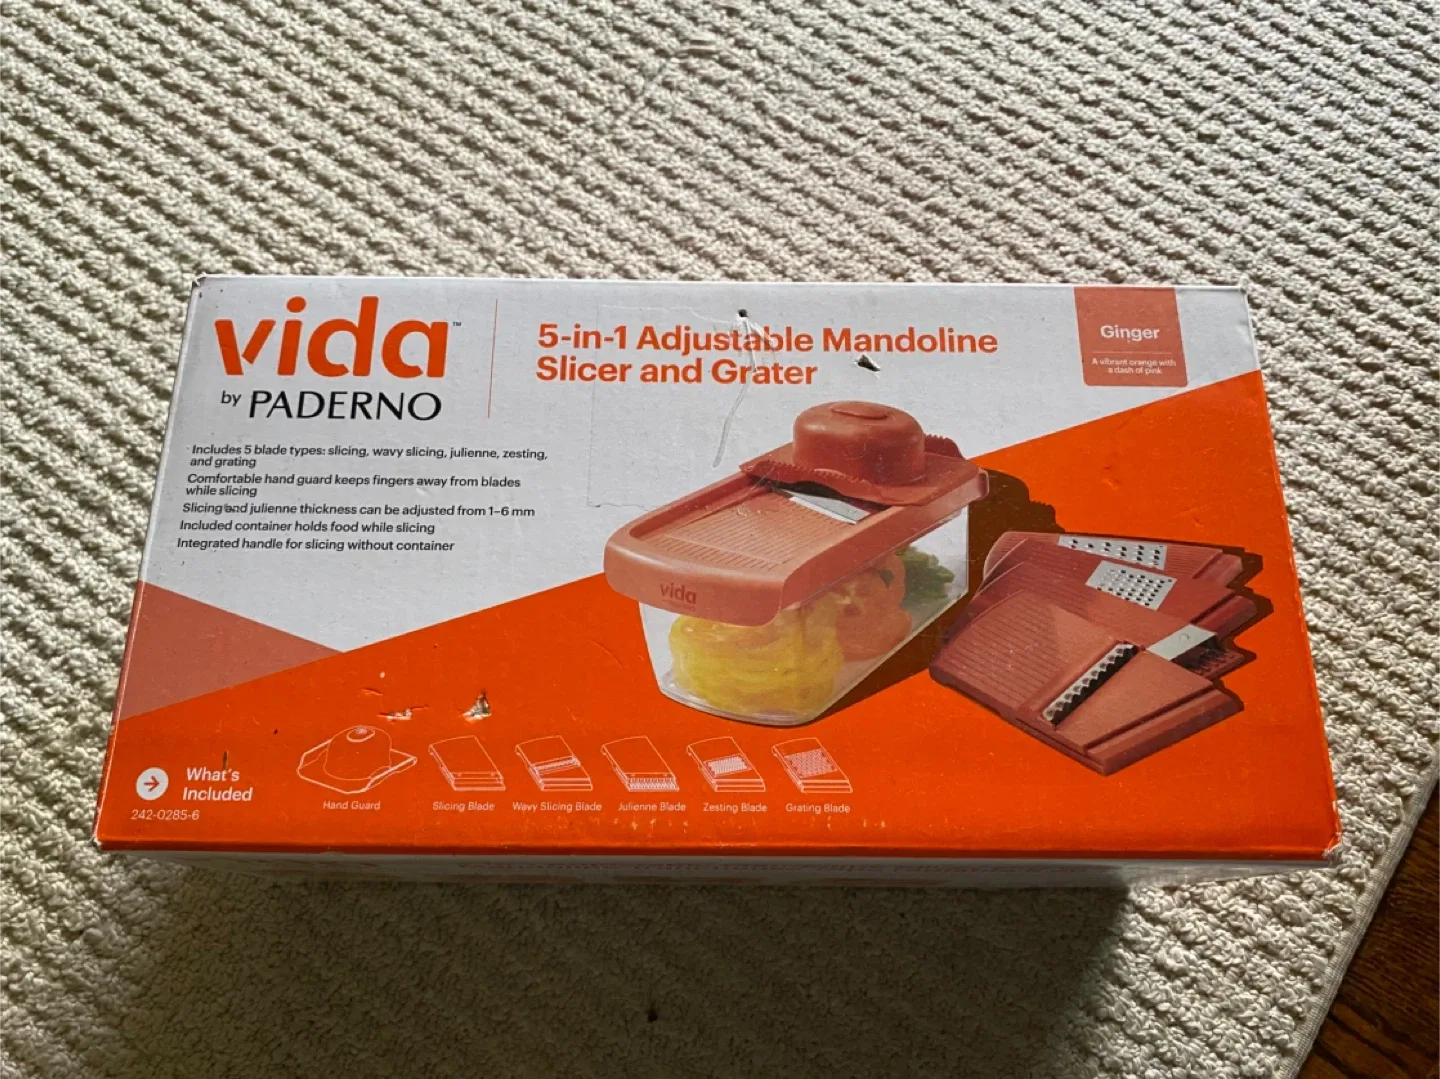 vida™
by PADERNO
5-in-1 Adjustable Mandoline
Slicer and Grater
Ginger
A vibrant orange with
a dash of pink
Includes 5 blade types: slicing, wavy slicing, julienne, zesting,
and grating
Comfortable hand guard keeps fingers away from blades
while slicing
Slicing and julienne thickness can be adjusted from 1–6 mm
Included container holds food while slicing
Integrated handle for slicing without container
vida
What's
Included
242-0285-6
Hand Guard
Slicing Blade
Wavy Slicing Blade
Julienne Blade
Zesting Blade
Grating Blade